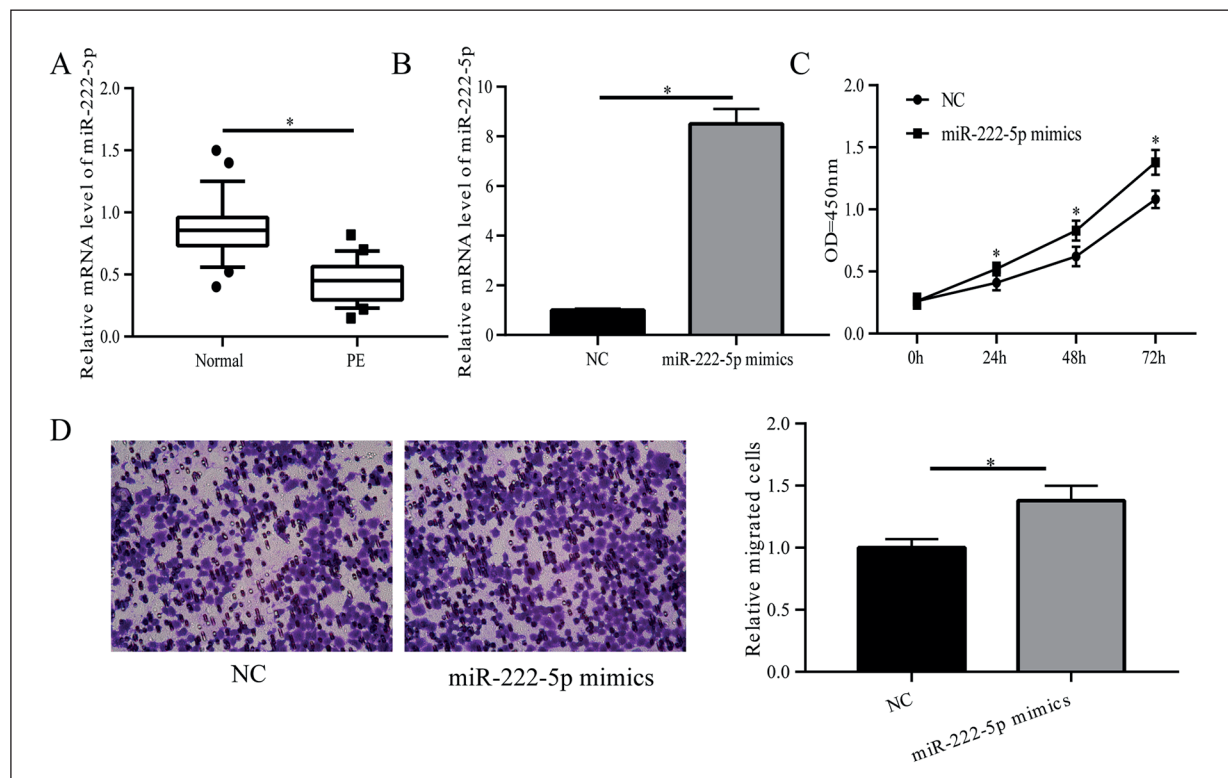 A
Relative mRNA level of miR-222-5p
2.0
1.5
1.0
0.5
0.0
*
Normal
PE
B
Relative mRNA level of miR-222-5p
10
8
6
4
2
0
*
NC
miR-222-5p mimics
C
OD=450nm
2.0
1.5
1.0
0.5
0.0
NC
miR-222-5p mimics
*
*
*
0h
24h
48h
72h
D
NC
miR-222-5p mimics
Relative migrated cells
2.0
1.5
1.0
0.5
0.0
*
NC
miR-222-5p mimics